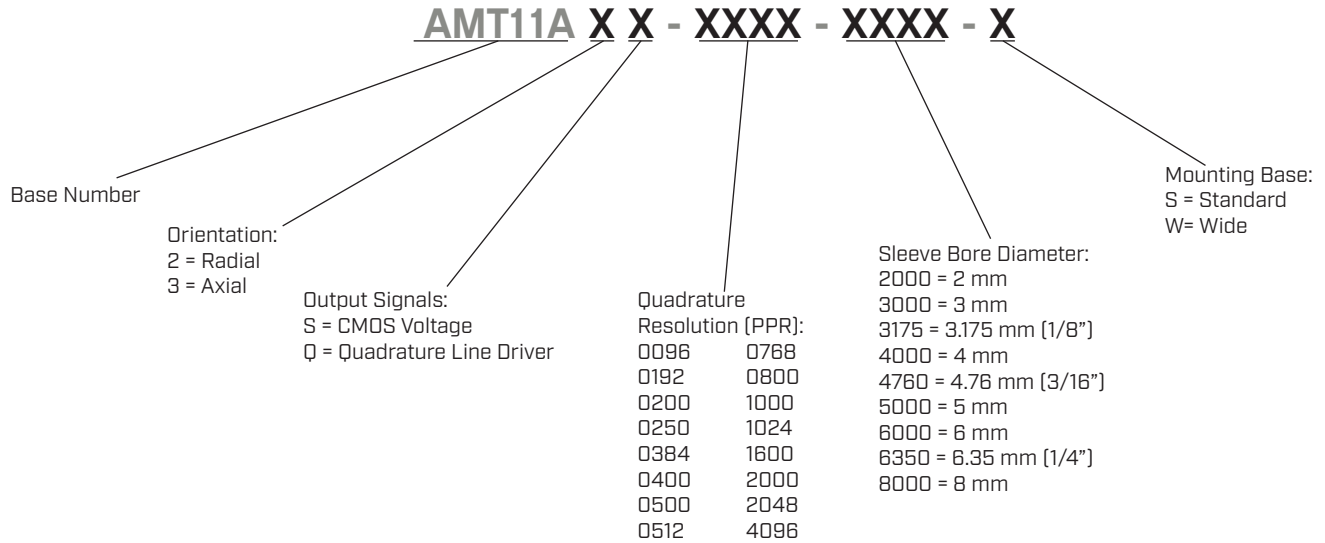 AMT11A X X - XXXX - XXXX - X
Base Number
Orientation:
2 = Radial
3 = Axial
Output Signals:
S = CMOS Voltage
Q = Quadrature Line Driver
Quadrature
Resolution (PPR):
0096 0768
0192 0800
0200 1000
0250 1024
0384 1600
0400 2000
0500 2048
0512 4096
Sleeve Bore Diameter:
2000 = 2 mm
3000 = 3 mm
3175 = 3.175 mm (1/8”)
4000 = 4 mm
4760 = 4.76 mm (3/16”)
5000 = 5 mm
6000 = 6 mm
6350 = 6.35 mm (1/4”)
8000 = 8 mm
Mounting Base:
S = Standard
W= Wide